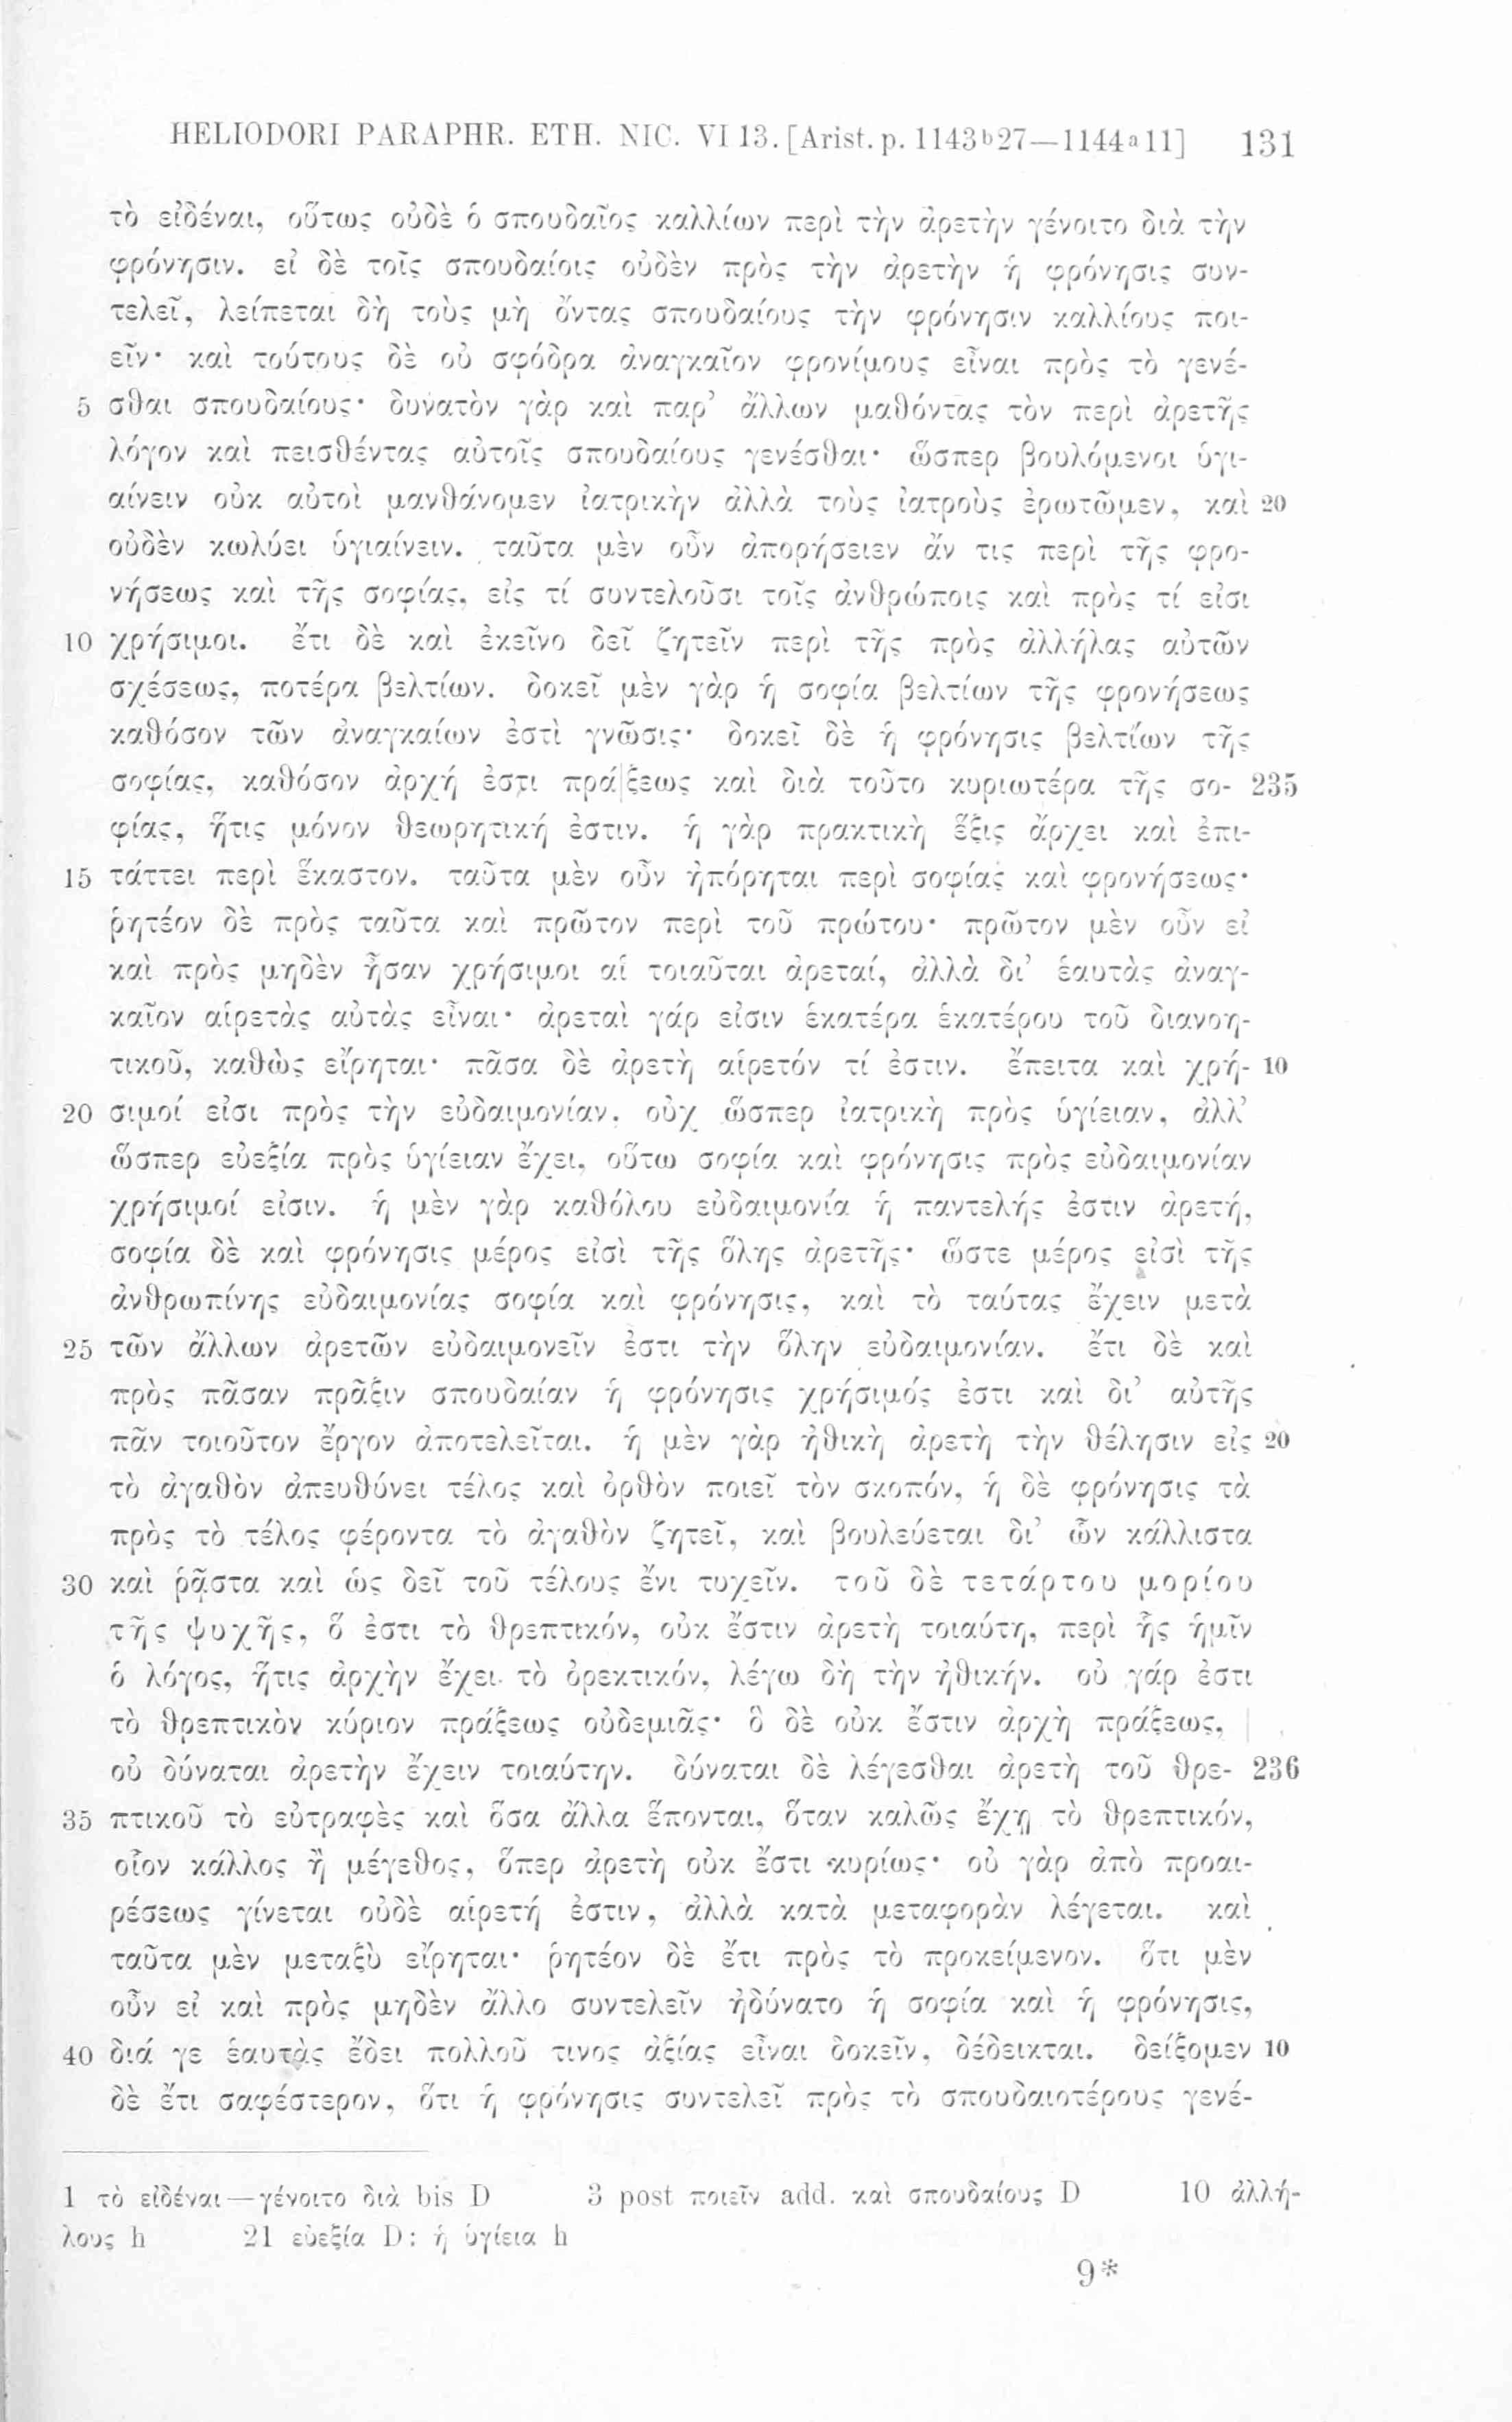 HELIODORI PARAPHR. ETH. NIC. VI 13. [Arist. p. 1143ᵇ27—1144ᵃ11] 131
τὸ εἰδέναι, οὕτως οὐδὲ ὁ σπουδαῖος καλλίων περὶ τὴν ἀρετὴν γένοιτο διὰ τὴν
φρόνησιν. εἰ δὲ τοῖς σπουδαίοις οὐδὲν πρὸς τὴν ἀρετὴν ἡ φρόνησις συν-
τελεῖ, λείπεται δὴ τοὺς μὴ ὄντας σπουδαίους τὴν φρόνησιν καλλίους ποι-
εῖν· καὶ τούτους δὲ οὐ σφόδρα ἀναγκαῖον φρονίμους εἶναι πρὸς τὸ γενέ-
5 σθαι σπουδαίους· δυνατὸν γὰρ καὶ παρ’ ἄλλων μαθόντας τὸν περὶ ἀρετῆς
λόγον καὶ πεισθέντας αὐτοῖς σπουδαίους γενέσθαι· ὥσπερ βουλόμενοι ὑγι-
αίνειν οὐκ αὐτοὶ μανθάνομεν ἰατρικὴν ἀλλὰ τοὺς ἰατροὺς ἐρωτῶμεν, καὶ 20
οὐδὲν κωλύει ὑγιαίνειν. ταῦτα μὲν οὖν ἀπορήσειεν ἄν τις περὶ τῆς φρο-
νήσεως καὶ τῆς σοφίας, εἰς τί συντελοῦσι τοῖς ἀνθρώποις καὶ πρὸς τί εἰσι
10 χρήσιμοι. ἔτι δὲ καὶ ἐκεῖνο δεῖ ζητεῖν περὶ τῆς πρὸς ἀλλήλας αὐτῶν
σχέσεως, ποτέρα βελτίων. δοκεῖ μὲν γὰρ ἡ σοφία βελτίων τῆς φρονήσεως
καθόσον τῶν ἀναγκαίων ἐστὶ γνῶσις· δοκεῖ δὲ ἡ φρόνησις βελτίων τῆς
σοφίας, καθόσον ἀρχή ἐστι πρά|ξεως καὶ διὰ τοῦτο κυριωτέρα τῆς σο- 235
φίας, ἥτις μόνον θεωρητική ἐστιν. ἡ γὰρ πρακτικὴ ἕξις ἄρχει καὶ ἐπι-
15 τάττει περὶ ἕκαστον. ταῦτα μὲν οὖν ἠπόρηται περὶ σοφίας καὶ φρονήσεως·
ῥητέον δὲ πρὸς ταῦτα καὶ πρῶτον περὶ τοῦ πρώτου· πρῶτον μὲν οὖν εἰ
καὶ πρὸς μηδὲν ἦσαν χρήσιμοι αἱ τοιαῦται ἀρεταί, ἀλλὰ δι’ ἑαυτὰς ἀναγ-
καῖον αἱρετὰς αὐτὰς εἶναι· ἀρεταὶ γάρ εἰσιν ἑκατέρα ἑκατέρου τοῦ διανοη-
τικοῦ, καθὼς εἴρηται· πᾶσα δὲ ἀρετὴ αἱρετόν τί ἐστιν. ἔπειτα καὶ χρή- 10
20 σιμοί εἰσι πρὸς τὴν εὐδαιμονίαν, οὐχ ὥσπερ ἰατρικὴ πρὸς ὑγίειαν, ἀλλ’
ὥσπερ εὐεξία πρὸς ὑγίειαν ἔχει, οὕτω σοφία καὶ φρόνησις πρὸς εὐδαιμονίαν
χρήσιμοί εἰσιν. ἡ μὲν γὰρ καθόλου εὐδαιμονία ἡ παντελής ἐστιν ἀρετή,
σοφία δὲ καὶ φρόνησις μέρος εἰσὶ τῆς ὅλης ἀρετῆς· ὥστε μέρος εἰσὶ τῆς
ἀνθρωπίνης εὐδαιμονίας σοφία καὶ φρόνησις, καὶ τὸ ταύτας ἔχειν μετὰ
25 τῶν ἄλλων ἀρετῶν εὐδαιμονεῖν ἐστι τὴν ὅλην εὐδαιμονίαν. ἔτι δὲ καὶ
πρὸς πᾶσαν πρᾶξιν σπουδαίαν ἡ φρόνησις χρήσιμός ἐστι καὶ δι’ αὐτῆς
πᾶν τοιοῦτον ἔργον ἀποτελεῖται. ἡ μὲν γὰρ ἠθικὴ ἀρετὴ τὴν θέλησιν εἰς 20
τὸ ἀγαθὸν ἀπευθύνει τέλος καὶ ὀρθὸν ποιεῖ τὸν σκοπόν, ἡ δὲ φρόνησις τὰ
πρὸς τὸ τέλος φέροντα τὸ ἀγαθὸν ζητεῖ, καὶ βουλεύεται δι’ ὧν κάλλιστα
30 καὶ ῥᾷστα καὶ ὡς δεῖ τοῦ τέλους ἔνι τυχεῖν. τοῦ δὲ τετάρτου μορίου
τῆς ψυχῆς, ὅ ἐστι τὸ θρεπτικόν, οὐκ ἔστιν ἀρετὴ τοιαύτη, περὶ ἧς ἡμῖν
ὁ λόγος, ἥτις ἀρχὴν ἔχει τὸ ὀρεκτικόν, λέγω δὴ τὴν ἠθικήν. οὐ γάρ ἐστι
τὸ θρεπτικὸν κύριον πράξεως οὐδεμιᾶς· ὃ δὲ οὐκ ἔστιν ἀρχὴ πράξεως, |
οὐ δύναται ἀρετὴν ἔχειν τοιαύτην. δύναται δὲ λέγεσθαι ἀρετὴ τοῦ θρε- 236
35 πτικοῦ τὸ εὐτραφὲς καὶ ὅσα ἄλλα ἕπονται, ὅταν καλῶς ἔχῃ τὸ θρεπτικόν,
οἷον κάλλος ἢ μέγεθος, ὅπερ ἀρετὴ οὐκ ἔστι κυρίως· οὐ γὰρ ἀπὸ προαι-
ρέσεως γίνεται οὐδὲ αἱρετή ἐστιν, ἀλλὰ κατὰ μεταφορὰν λέγεται. καὶ
ταῦτα μὲν μεταξὺ εἴρηται· ῥητέον δὲ ἔτι πρὸς τὸ προκείμενον. ὅτι μὲν
οὖν εἰ καὶ πρὸς μηδὲν ἄλλο συντελεῖν ἠδύνατο ἡ σοφία καὶ ἡ φρόνησις,
40 διά γε ἑαυτὰς ἔδει πολλοῦ τινος ἀξίας εἶναι δοκεῖν, δέδεικται. δείξομεν 10
δὲ ἔτι σαφέστερον, ὅτι ἡ φρόνησις συντελεῖ πρὸς τὸ σπουδαιοτέρους γενέ-
1 τὸ εἰδέναι—γένοιτο διὰ bis D 3 post ποιεῖν add. καὶ σπουδαίους D 10 ἀλλή-
λους h 21 εὐεξία D: ἡ ὑγίεια h
9*